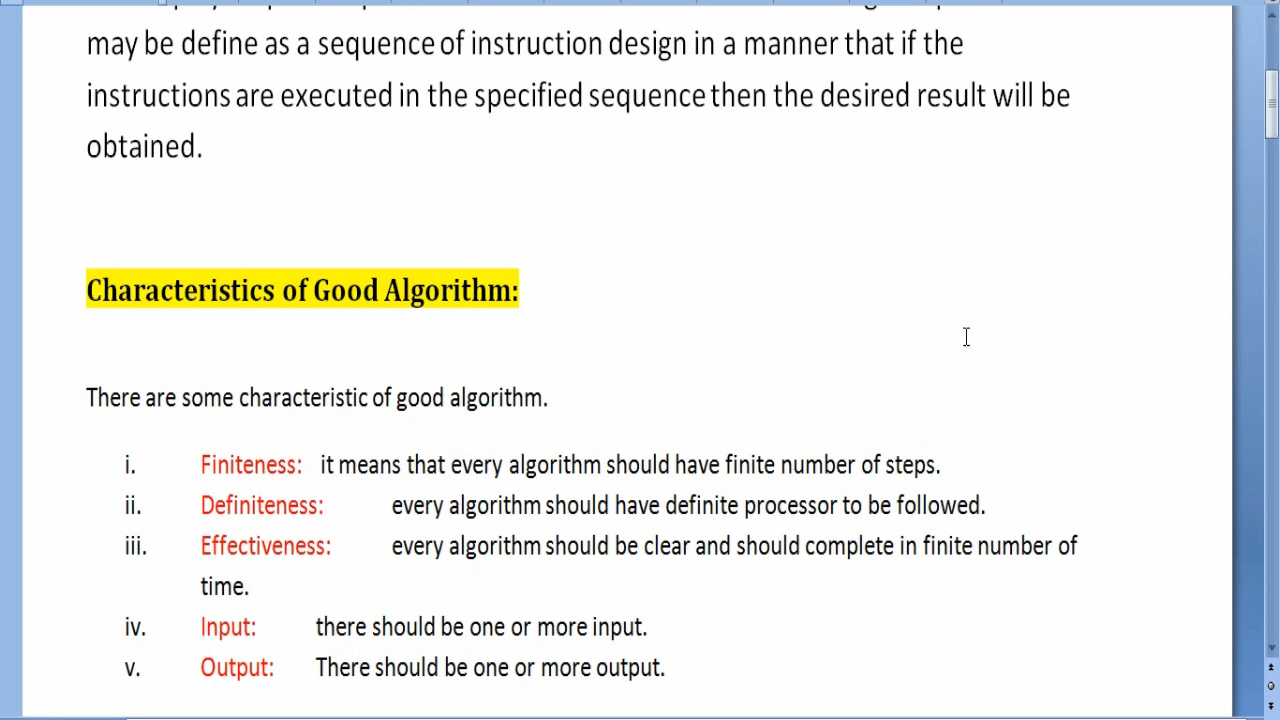 may be define as a sequence of instruction design in a manner that if the
instructions are executed in the specified sequence then the desired result will be
obtained.
Characteristics of Good Algorithm:
There are some characteristic of good algorithm.
i. Finiteness: it means that every algorithm should have finite number of steps.
ii. Definiteness: every algorithm should have definite processor to be followed.
iii. Effectiveness: every algorithm should be clear and should complete in finite number of
time.
iv. Input: there should be one or more input.
v. Output: There should be one or more output.